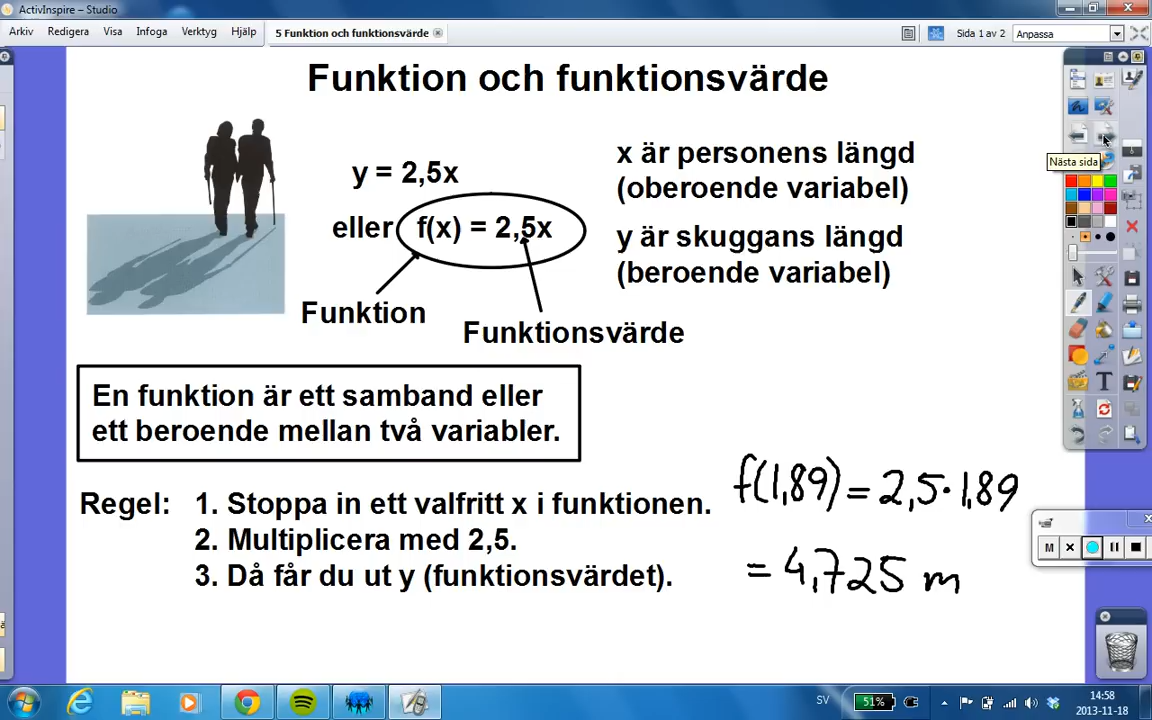 ActivInspire – Studio
Arkiv Redigera Visa Infoga Verktyg Hjälp
5 Funktion och funktionsvärde
Sida 1 av 2
Anpassa
Funktion och funktionsvärde
y = 2,5x
eller f(x) = 2,5x
Funktion
Funktionsvärde
x är personens längd
(oberoende variabel)
y är skuggans längd
(beroende variabel)
Nästa sida
En funktion är ett samband eller
ett beroende mellan två variabler.
Regel: 1. Stoppa in ett valfritt x i funktionen.
2. Multiplicera med 2,5.
3. Då får du ut y (funktionsvärdet).
f(1,89) = 2,5·1,89
= 4,725 m
M
SV
51%
14:58
2013-11-18